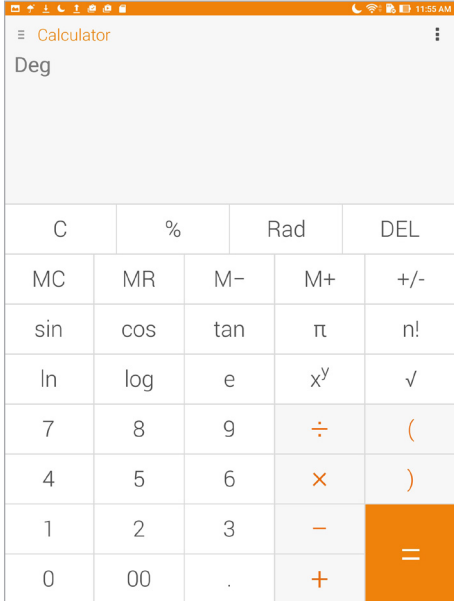 11:55 AM
Calculator
Deg
C % Rad DEL
MC MR M− M+ +/-
sin cos tan π n!
ln log e xʸ √
7 8 9 ÷ (
4 5 6 × )
1 2 3 −
=
0 00 . +